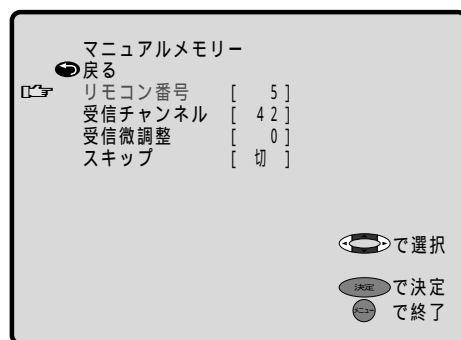 マニュアルメモリー
戻る
リモコン番号 [ 5]
受信チャンネル [ 42]
受信微調整 [ 0]
スキップ [ 切 ]
で選択
決定 で決定
メニュー で終了